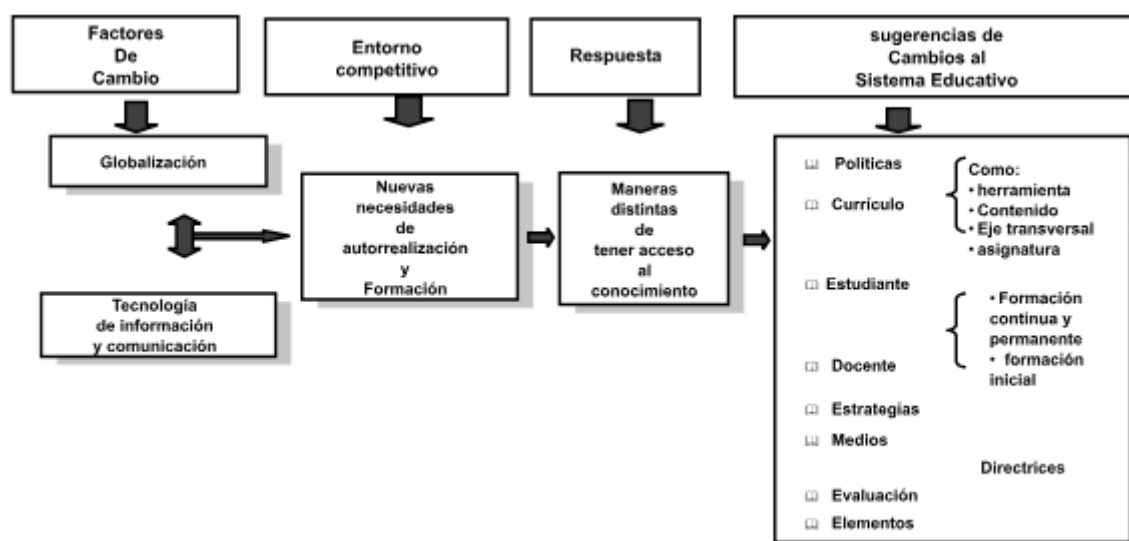 Factores
De
Cambio
Entorno
competitivo
Respuesta
sugerencias de
Cambios al
Sistema Educativo
Globalización
Tecnología
de información
y comunicación
Nuevas
necesidades
de
autorrealización
y
Formación
Maneras
distintas
de
tener acceso
al
conocimiento
Políticas
Currículo
Como:
• herramienta
• Contenido
• Eje transversal
• asignatura
Estudiante
• Formación
continua y
permanente
• formación
inicial
Docente
Estrategias
Medios
Directrices
Evaluación
Elementos